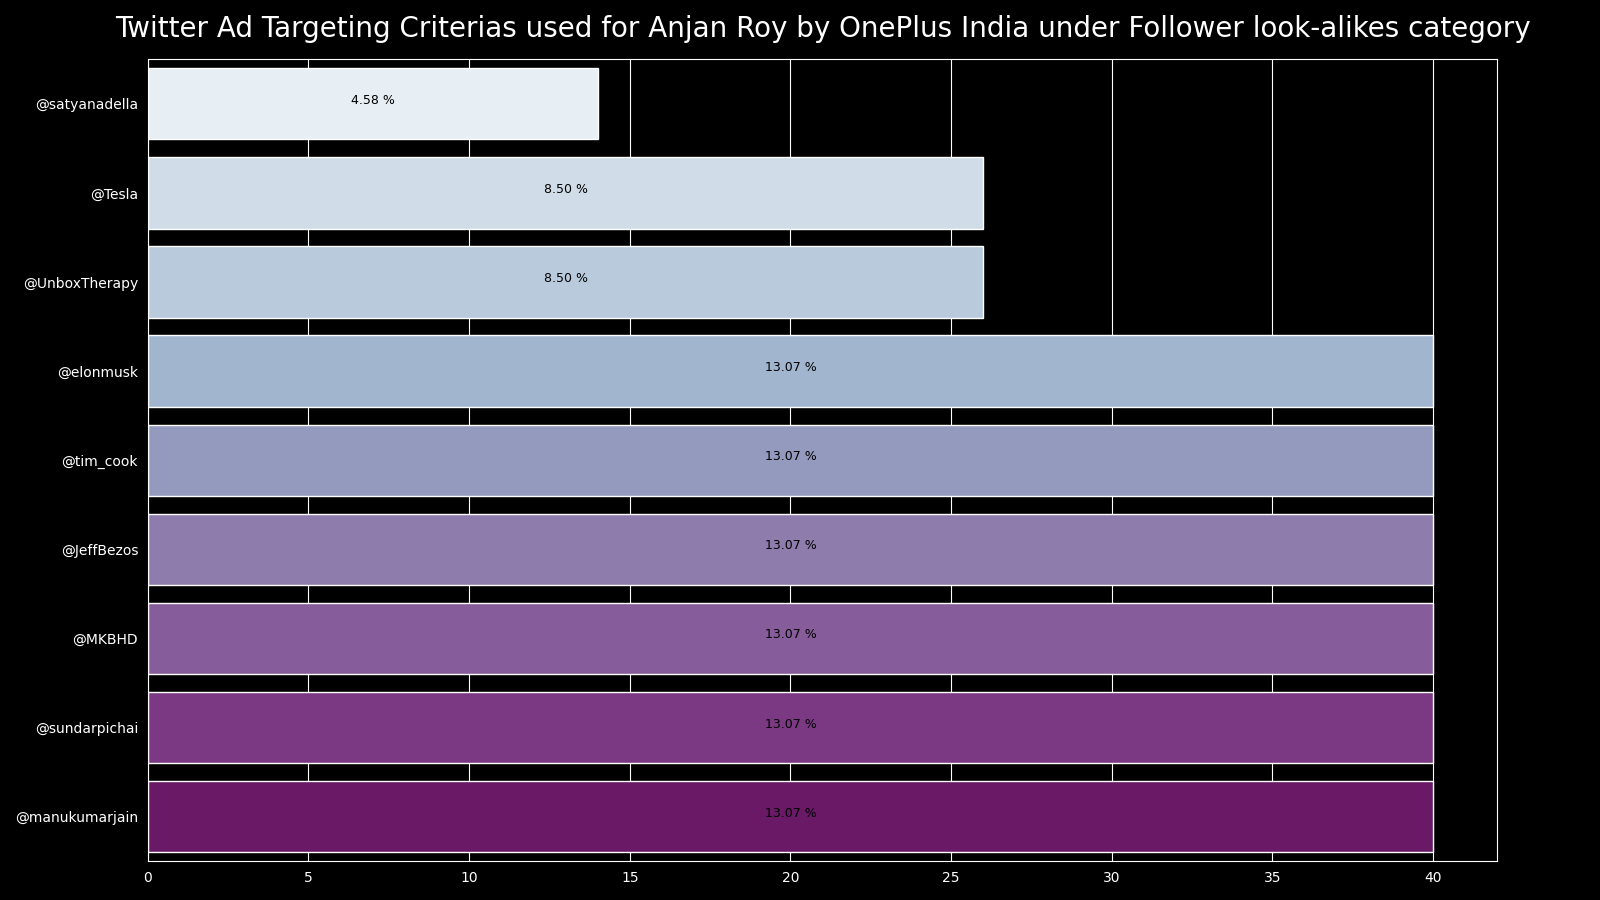 Twitter Ad Targeting Criterias used for Anjan Roy by OnePlus India under Follower look-alikes category
@satyanadella 4.58 %
@Tesla 8.50 %
@UnboxTherapy 8.50 %
@elonmusk 13.07 %
@tim_cook 13.07 %
@JeffBezos 13.07 %
@MKBHD 13.07 %
@sundarpichai 13.07 %
@manukumarjain 13.07 %
0 5 10 15 20 25 30 35 40